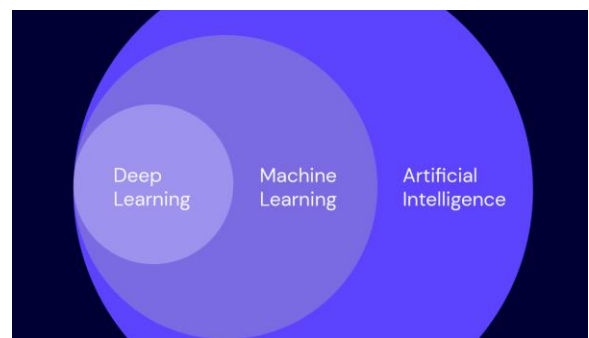 Deep
Learning
Machine
Learning
Artificial
Intelligence